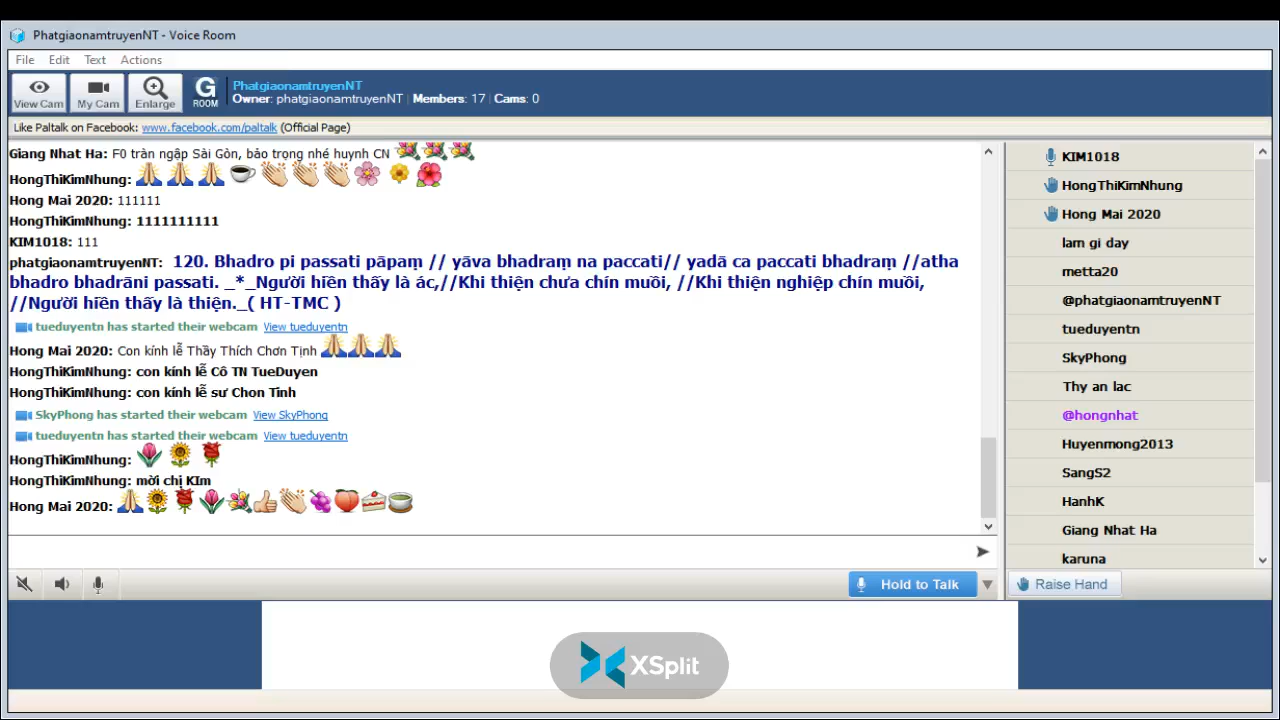 PhatgiaonamtruyenNT - Voice Room
File Edit Text Actions
View Cam My Cam Enlarge G ROOM PhatgiaonamtruyenNT
Owner: phatgiaonamtruyenNT | Members: 17 | Cams: 0
Like Paltalk on Facebook: www.facebook.com/paltalk (Official Page)
Giang Nhat Ha: F0 tràn ngập Sài Gòn, bảo trọng nhé huynh CN
HongThiKimNhung:
Hong Mai 2020: 111111
HongThiKimNhung: 1111111111
KIM1018: 111
phatgiaonamtruyenNT: 120. Bhadro pi passati pāpaṃ // yāva bhadraṃ na paccati// yadā ca paccati bhadraṃ //atha
bhadro bhadrāni passati. _*_Người hiền thấy là ác,//Khi thiện chưa chín muồi, //Khi thiện nghiệp chín muồi,
//Người hiền thấy là thiện._( HT-TMC )
tueduyentn has started their webcam View tueduyentn
Hong Mai 2020: Con kính lễ Thầy Thích Chơn Tịnh
HongThiKimNhung: con kính lễ Cô TN TueDuyen
HongThiKimNhung: con kính lễ sư Chon Tinh
SkyPhong has started their webcam View SkyPhong
tueduyentn has started their webcam View tueduyentn
HongThiKimNhung:
HongThiKimNhung: mời chị KIm
Hong Mai 2020:
Hold to Talk
KIM1018
HongThiKimNhung
Hong Mai 2020
lam gi day
metta20
@phatgiaonamtruyenNT
tueduyentn
SkyPhong
Thy an lac
@hongnhat
Huyenmong2013
SangS2
HanhK
Giang Nhat Ha
karuna
Raise Hand
XSplit